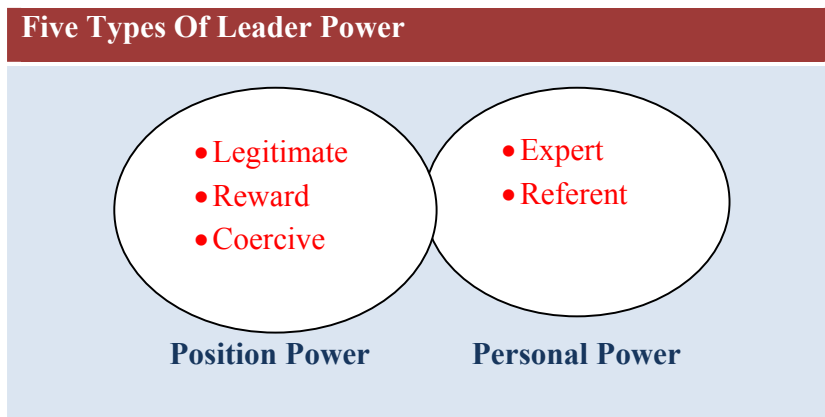 Five Types Of Leader Power
• Legitimate
• Reward
• Coercive
• Expert
• Referent
Position Power
Personal Power